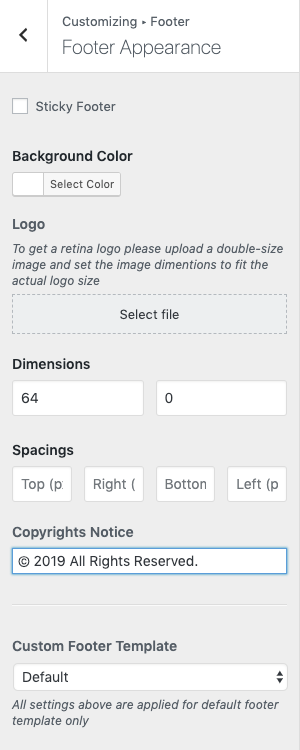 Customizing ▸ Footer
Footer Appearance
Sticky Footer
Background Color
Select Color
Logo
To get a retina logo please upload a double-size
image and set the image dimentions to fit the
actual logo size
Select file
Dimensions
64 0
Spacings
Top (p Right ( Botton Left (p
Copyrights Notice
© 2019 All Rights Reserved.
Custom Footer Template
Default
All settings above are applied for default footer
template only